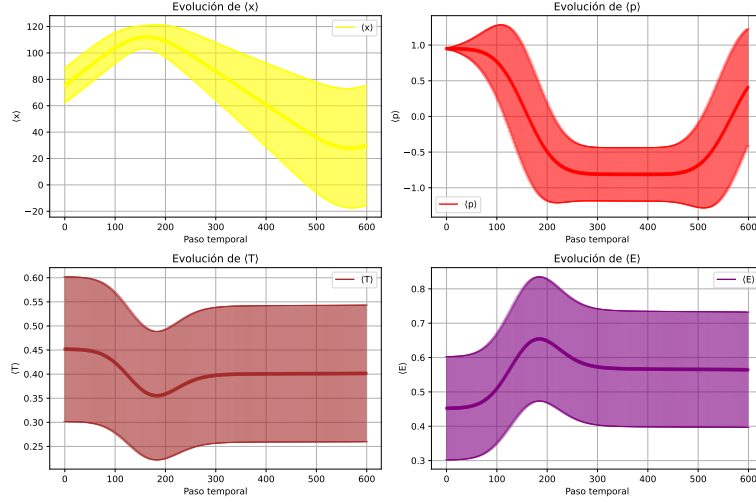 Evolución de ⟨x⟩
⟨x⟩
120
100
80
60
40
20
0
−20
⟨x⟩
0 100 200 300 400 500 600
Paso temporal
Evolución de ⟨p⟩
⟨p⟩
1.0
0.5
0.0
−0.5
−1.0
⟨p⟩
0 100 200 300 400 500 600
Paso temporal
Evolución de ⟨T⟩
⟨T⟩
0.60
0.55
0.50
0.45
0.40
0.35
0.30
0.25
⟨T⟩
0 100 200 300 400 500 600
Paso temporal
Evolución de ⟨E⟩
⟨E⟩
0.8
0.7
0.6
0.5
0.4
0.3
⟨E⟩
0 100 200 300 400 500 600
Paso temporal